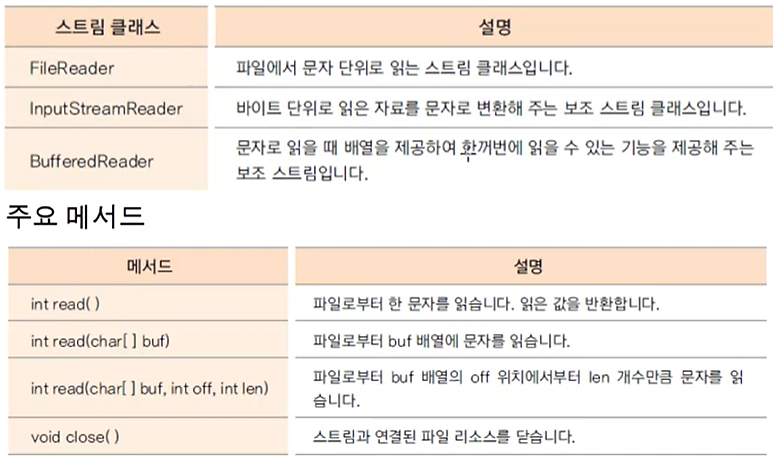 스트림 클래스 설명
FileReader 파일에서 문자 단위로 읽는 스트림 클래스입니다.
InputStreamReader 바이트 단위로 읽은 자료를 문자로 변환해 주는 보조 스트림 클래스입니다.
BufferedReader 문자로 읽을 때 배열을 제공하여 한꺼번에 읽을 수 있는 기능을 제공해 주는
보조 스트림입니다.
주요 메서드
메서드 설명
int read( ) 파일로부터 한 문자를 읽습니다. 읽은 값을 반환합니다.
int read(char[ ] buf) 파일로부터 buf 배열에 문자를 읽습니다.
int read(char[ ] buf, int off, int len) 파일로부터 buf 배열의 off 위치에서부터 len 개수만큼 문자를 읽
습니다.
void close( ) 스트림과 연결된 파일 리소스를 닫습니다.